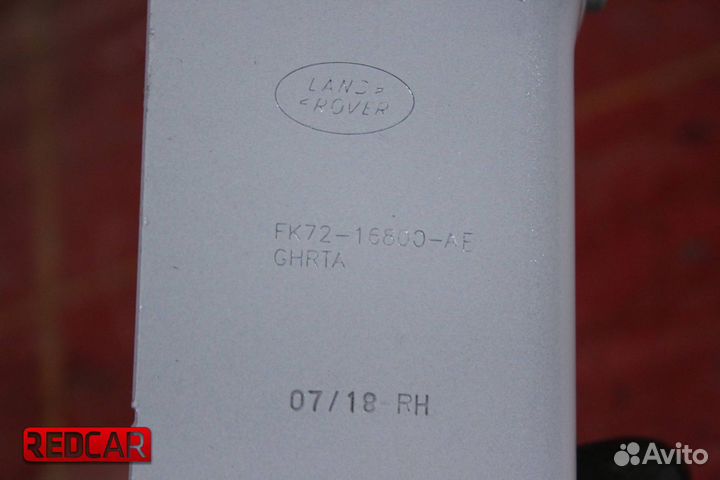 LAND
ROVER
FK72-16800-AE
GHRTA
07/18 RH
REDCAR
Avito